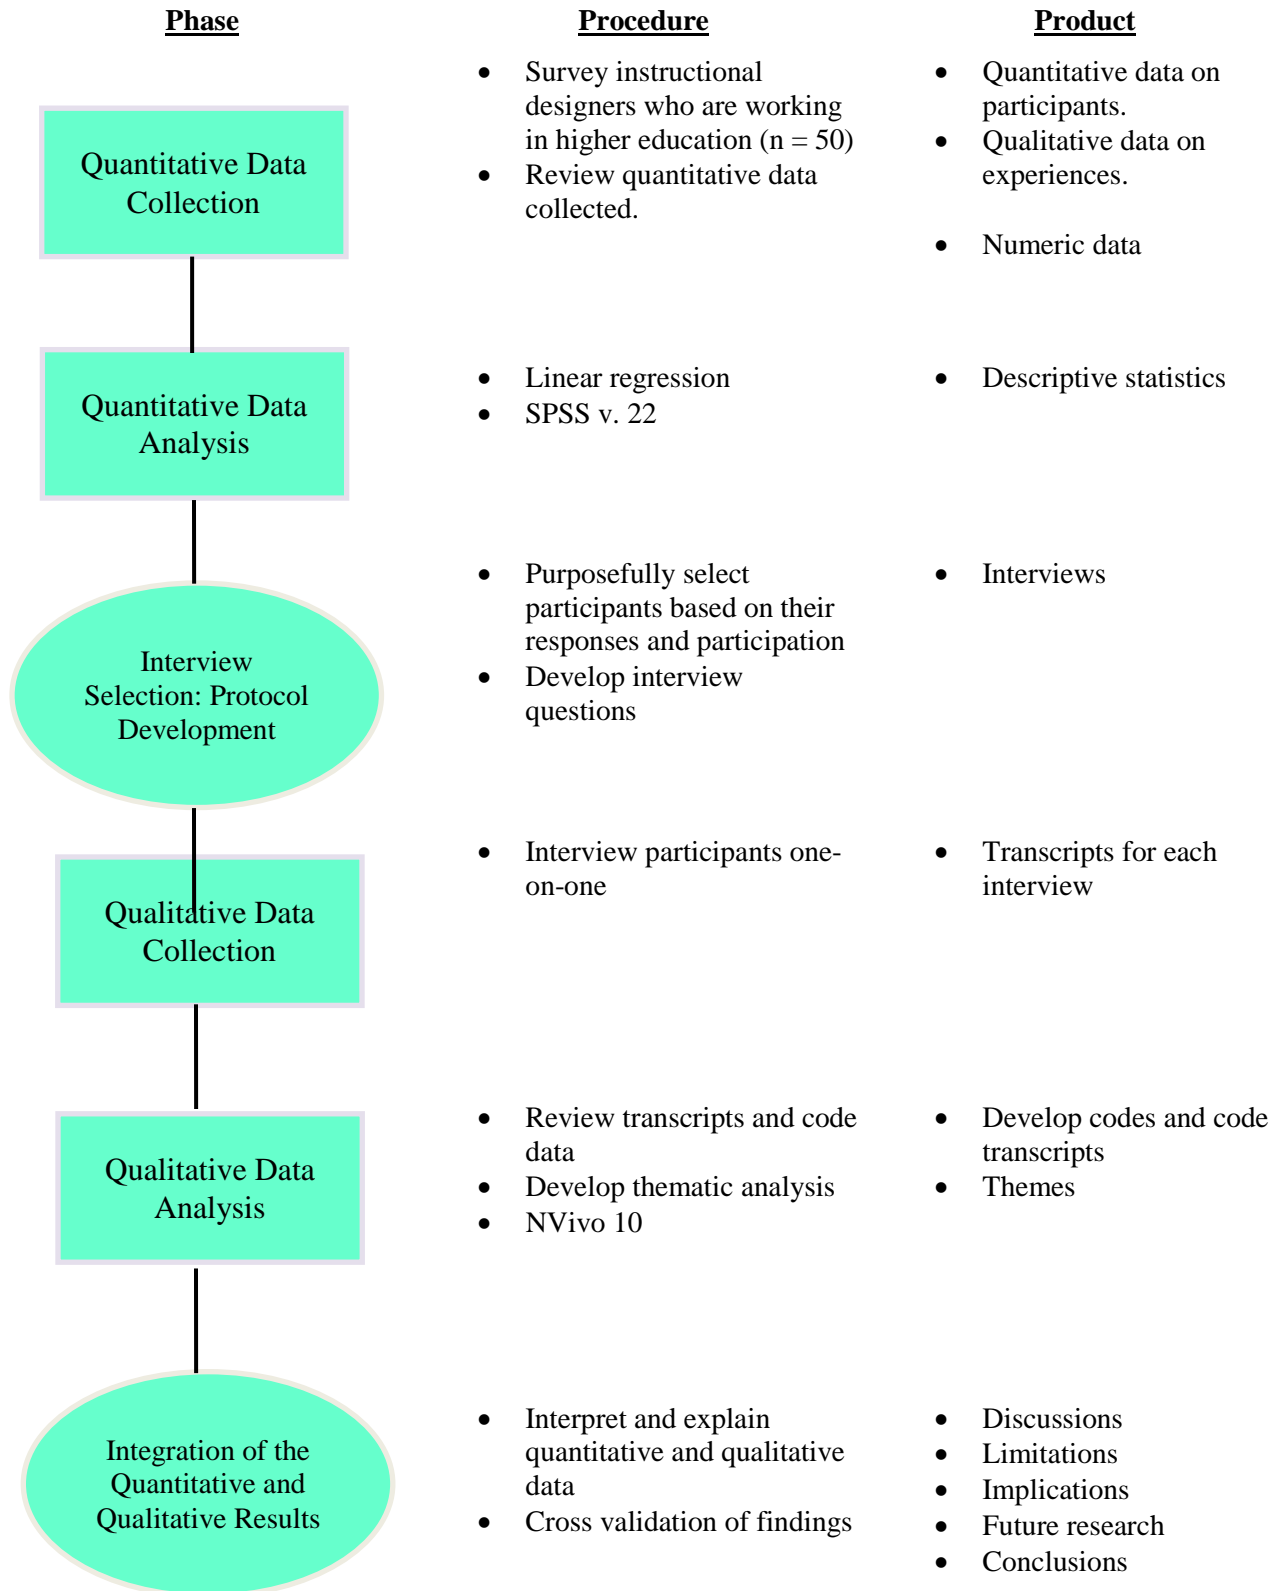 Phase
Procedure
Product
Quantitative Data
Collection
• Survey instructional
designers who are working
in higher education (n = 50)
• Review quantitative data
collected.
• Quantitative data on
participants.
• Qualitative data on
experiences.
• Numeric data
Quantitative Data
Analysis
• Linear regression
• SPSS v. 22
• Descriptive statistics
Interview
Selection: Protocol
Development
• Purposefully select
participants based on their
responses and participation
• Develop interview
questions
• Interviews
Qualitative Data
Collection
• Interview participants one-
on-one
• Transcripts for each
interview
Qualitative Data
Analysis
• Review transcripts and code
data
• Develop thematic analysis
• NVivo 10
• Develop codes and code
transcripts
• Themes
Integration of the
Quantitative and
Qualitative Results
• Interpret and explain
quantitative and qualitative
data
• Cross validation of findings
• Discussions
• Limitations
• Implications
• Future research
• Conclusions